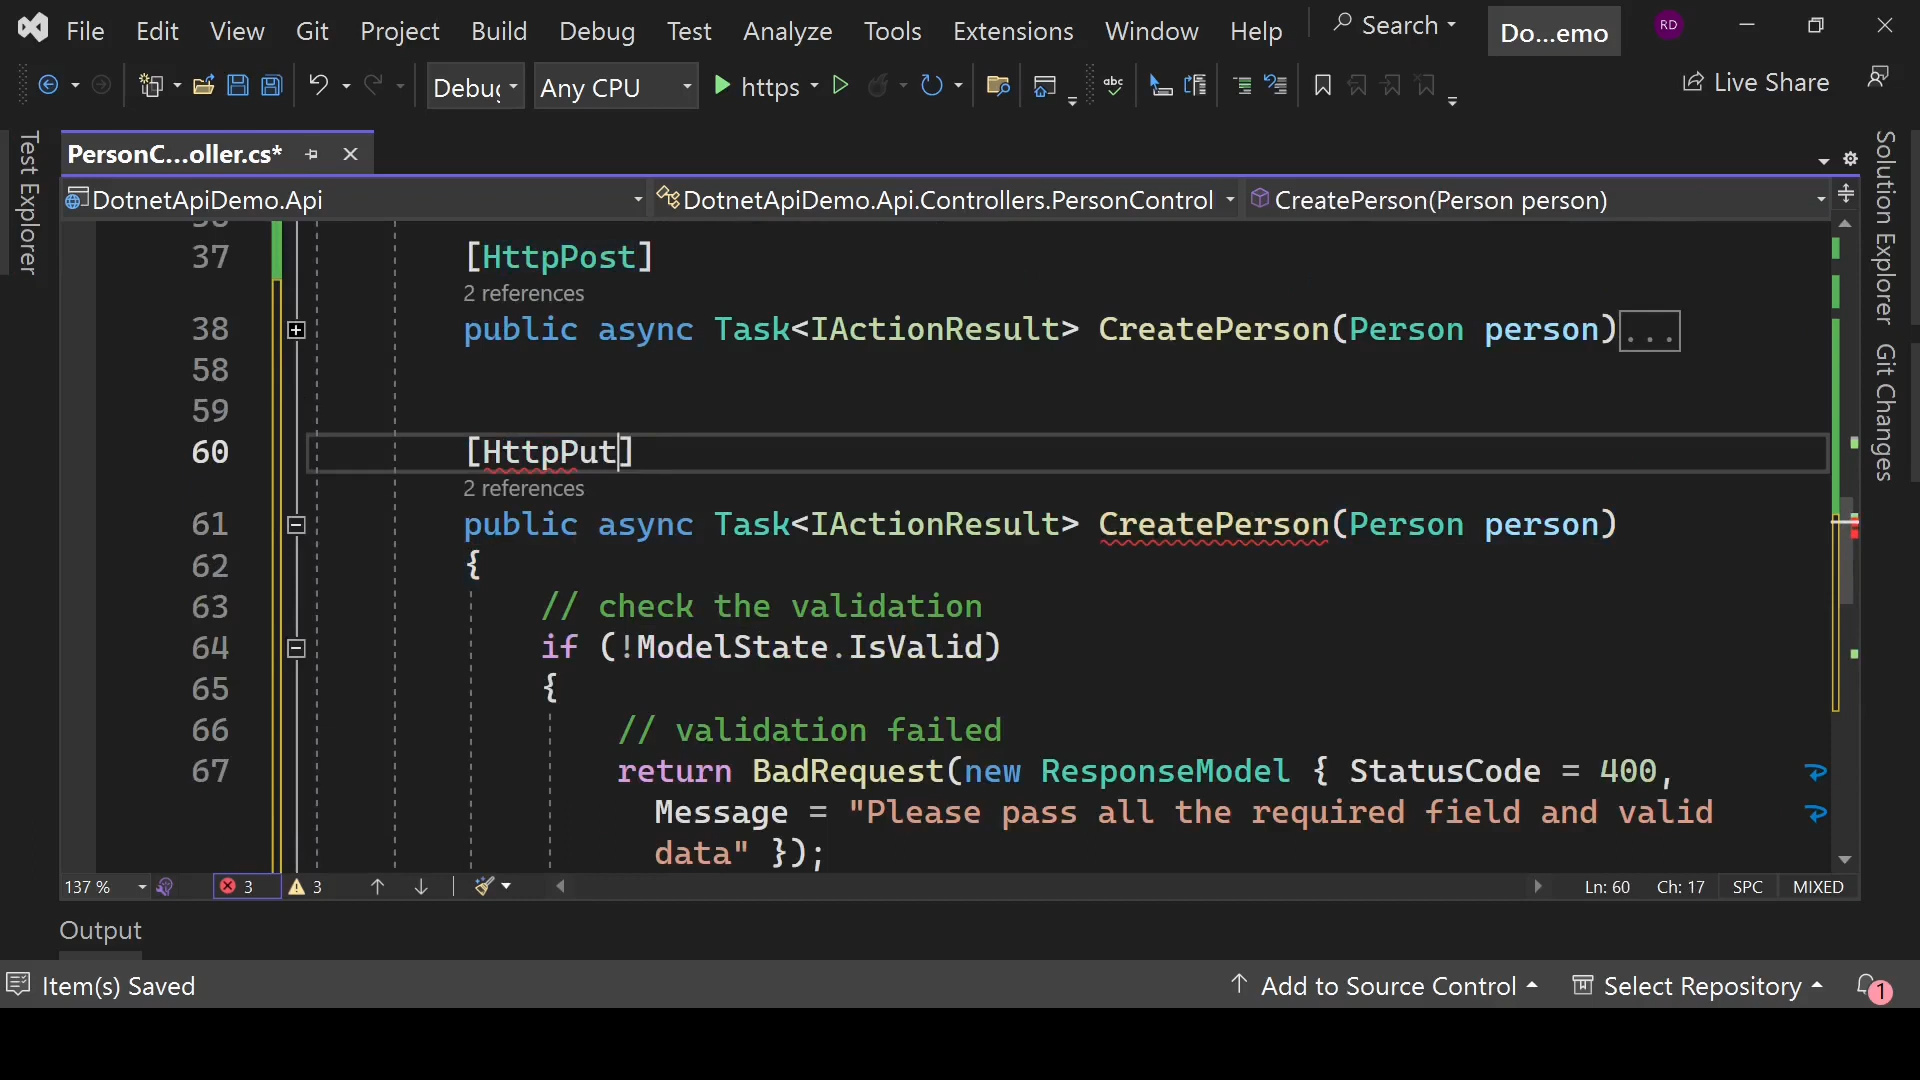 File Edit View Git Project Build Debug Test Analyze Tools Extensions Window Help Search Do...emo RD
Debug Any CPU https abc Live Share
Test Explorer
PersonC...oller.cs*
DotnetApiDemo.Api DotnetApiDemo.Api.Controllers.PersonControl CreatePerson(Person person)
37 [HttpPost]
2 references
38 public async Task<IActionResult> CreatePerson(Person person)...
58
59
60 [HttpPut]
2 references
61 public async Task<IActionResult> CreatePerson(Person person)
62 {
63 // check the validation
64 if (!ModelState.IsValid)
65 {
66 // validation failed
67 return BadRequest(new ResponseModel { StatusCode = 400,
Message = "Please pass all the required field and valid
data" });
Solution Explorer
Git Changes
137 % 3 3 Ln: 60 Ch: 17 SPC MIXED
Output
Item(s) Saved Add to Source Control Select Repository 1